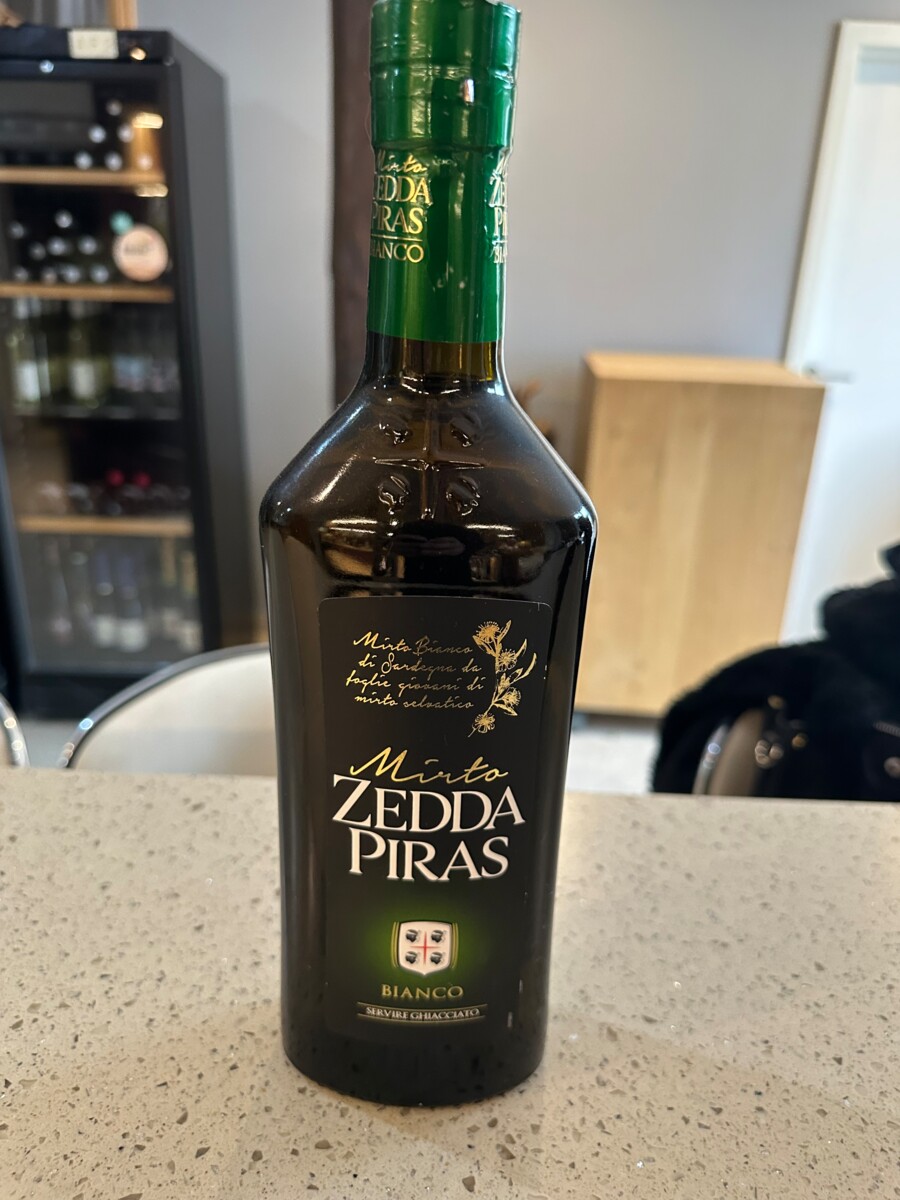 Mirto
ZEDDA
PIRAS
BIANCO
Mirto Bianco
di Sardegna da
foglie giovani di
mirto selvatico
Mirto
ZEDDA
PIRAS
BIANCO
SERVIRE GHIACCIATO